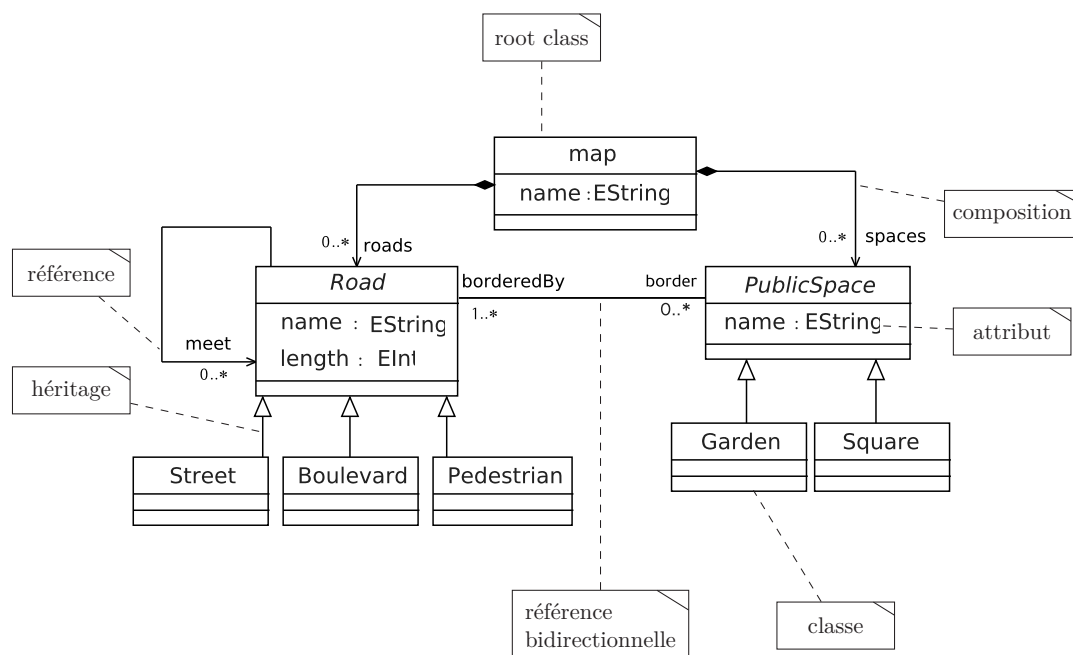 root class
map
name :EString
composition
0..*
roads
0..*
spaces
référence
Road
borderedBy
border
PublicSpace
1..*
0..*
name : EString
name : EString
length : EInt
attribut
meet
0..*
héritage
Garden
Square
Street
Boulevard
Pedestrian
référence
bidirectionnelle
classe